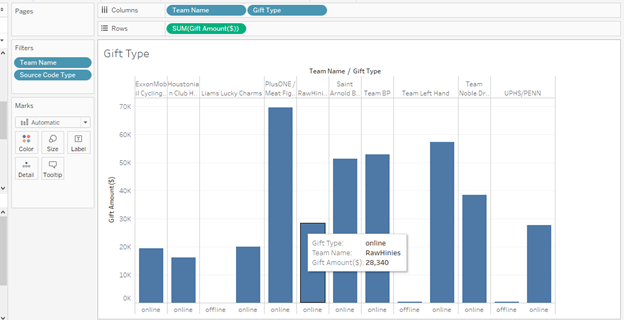 Pages
Columns
Team Name
Gift Type
Rows
SUM(Gift Amount($))
Filters
Team Name
Source Code Type
Marks
Automatic
Color
Size
Label
Detail
Tooltip
Gift Type
Team Name / Gift Type
ExxonMob
il Cycling..
Houstonia
n Club H..
Liams Lucky Charms
PlusONE /
Meat Fig..
RawHini..
Saint
Arnold B..
Team BP
Team Left Hand
Team
Noble Dr..
UPHS/PENN
70K
60K
50K
40K
30K
20K
10K
0K
Gift Amount($)
Gift Type: online
Team Name: RawHinies
Gift Amount($): 28,340
online online offline online online online online online offline online online offline online